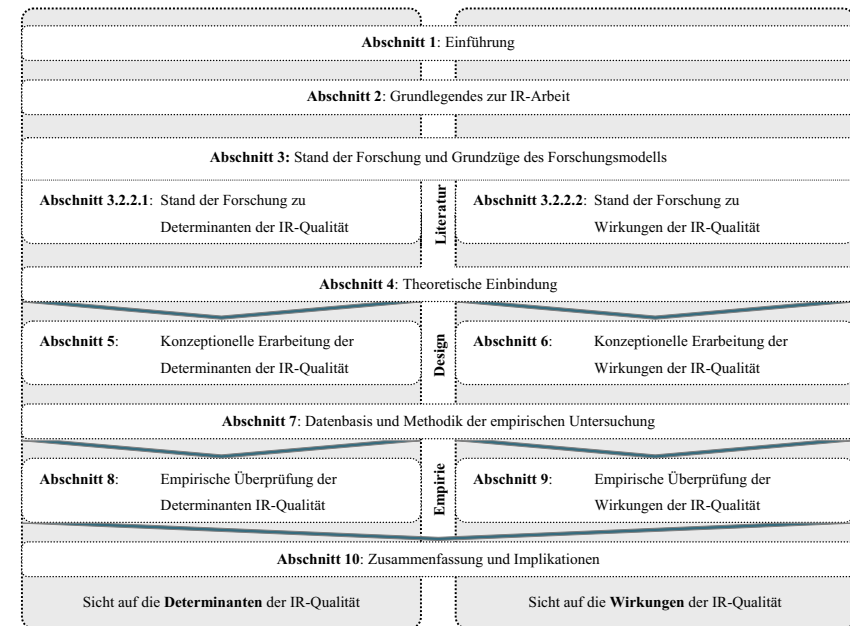 Abschnitt 1: Einführung
Abschnitt 2: Grundlegendes zur IR-Arbeit
Abschnitt 3: Stand der Forschung und Grundzüge des Forschungsmodells
Abschnitt 3.2.2.1: Stand der Forschung zu
Determinanten der IR-Qualität
Literatur
Abschnitt 3.2.2.2: Stand der Forschung zu
Wirkungen der IR-Qualität
Abschnitt 4: Theoretische Einbindung
Abschnitt 5: Konzeptionelle Erarbeitung der
Determinanten der IR-Qualität
Design
Abschnitt 6: Konzeptionelle Erarbeitung der
Wirkungen der IR-Qualität
Abschnitt 7: Datenbasis und Methodik der empirischen Untersuchung
Abschnitt 8: Empirische Überprüfung der
Determinanten IR-Qualität
Empirie
Abschnitt 9: Empirische Überprüfung der
Wirkungen der IR-Qualität
Abschnitt 10: Zusammenfassung und Implikationen
Sicht auf die Determinanten der IR-Qualität
Sicht auf die Wirkungen der IR-Qualität